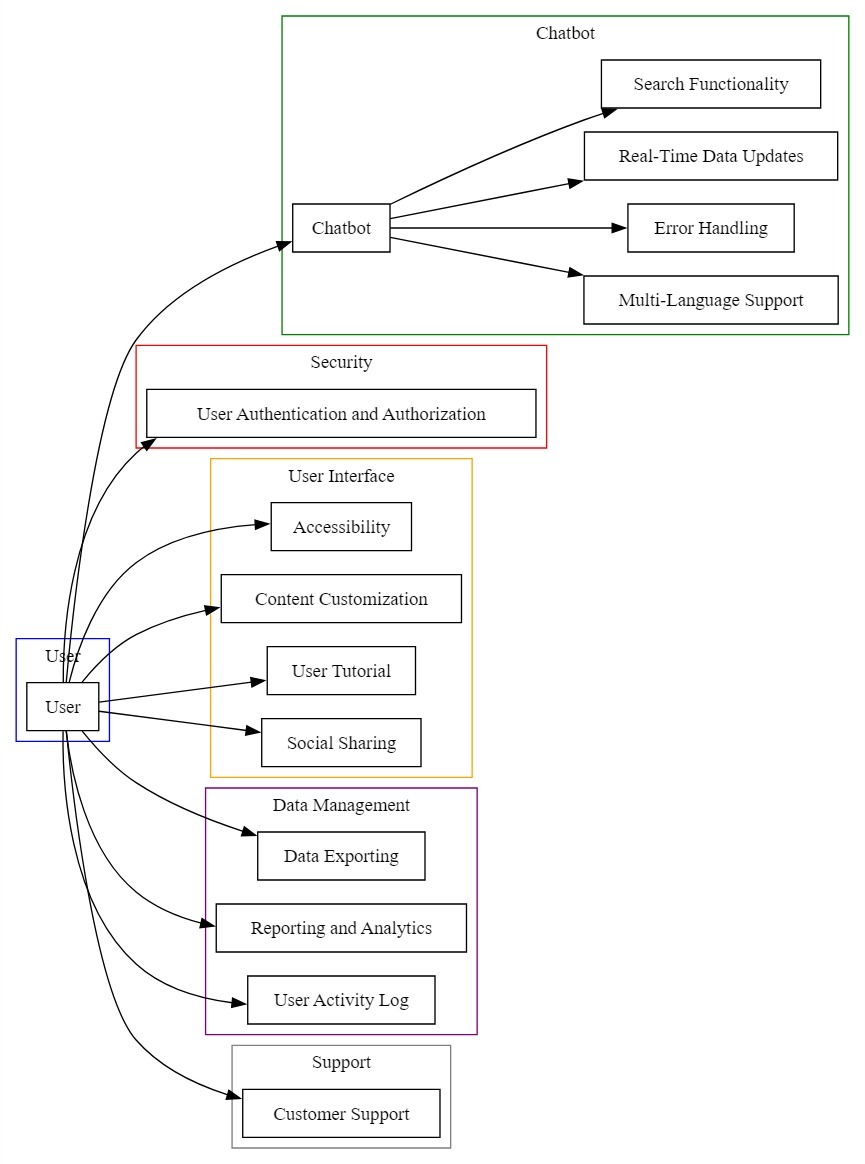 Chatbot
Search Functionality
Real-Time Data Updates
Chatbot
Error Handling
Multi-Language Support
Security
User Authentication and Authorization
User Interface
Accessibility
Content Customization
User
User
User Tutorial
Social Sharing
Data Management
Data Exporting
Reporting and Analytics
User Activity Log
Support
Customer Support